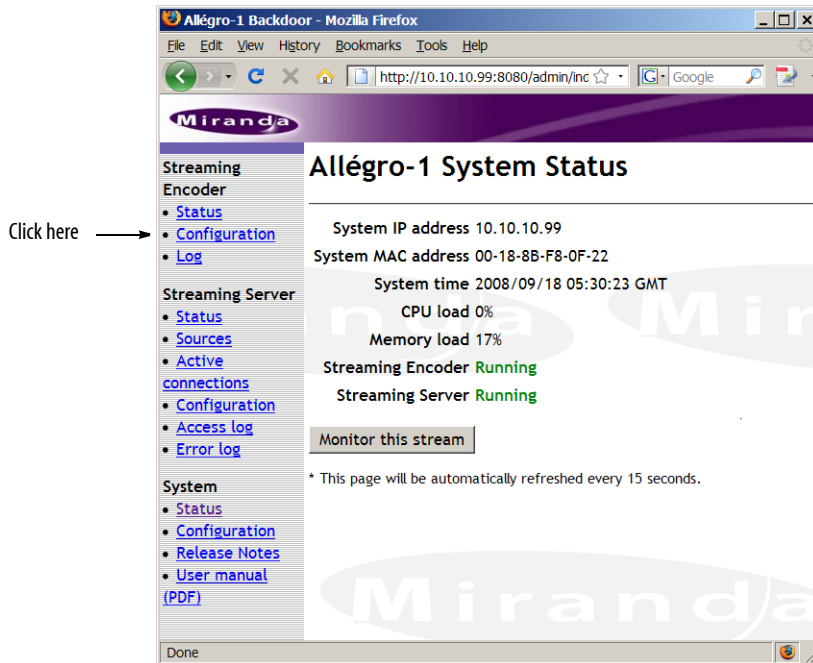 Allégro-1 Backdoor - Mozilla Firefox
File Edit View History Bookmarks Tools Help
http://10.10.10.99:8080/admin/inc
G Google
Miranda
Click here
Streaming
Encoder
• Status
• Configuration
• Log
Streaming Server
• Status
• Sources
• Active
connections
• Configuration
• Access log
• Error log
System
• Status
• Configuration
• Release Notes
• User manual
(PDF)
Allégro-1 System Status
System IP address 10.10.10.99
System MAC address 00-18-8B-F8-0F-22
System time 2008/09/18 05:30:23 GMT
CPU load 0%
Memory load 17%
Streaming Encoder Running
Streaming Server Running
Monitor this stream
* This page will be automatically refreshed every 15 seconds.
Miranda
Done